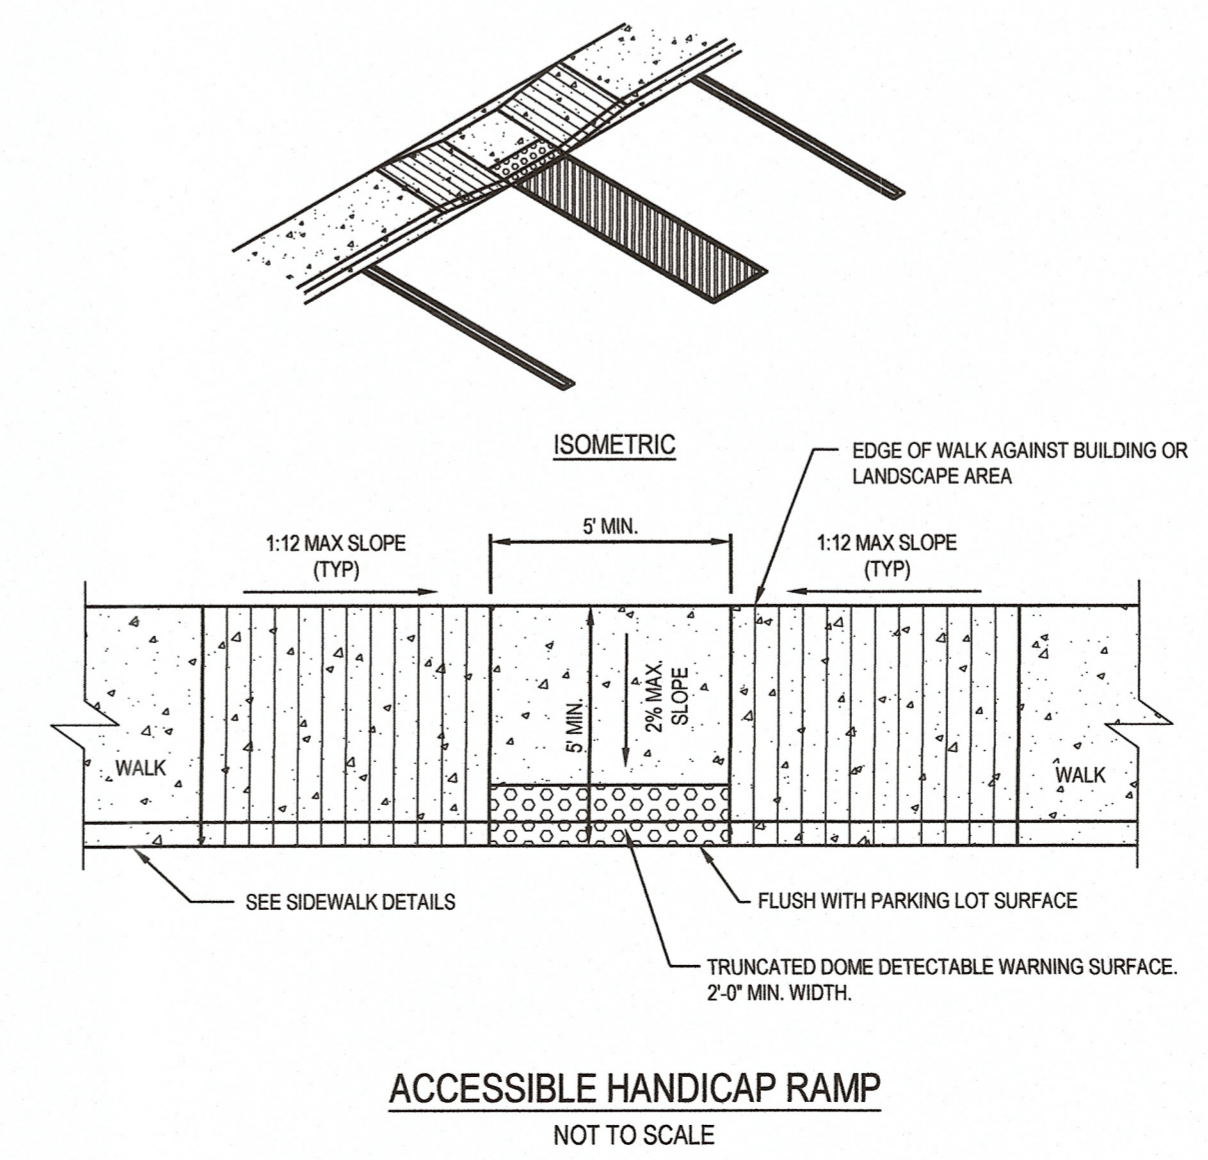 ISOMETRIC
EDGE OF WALK AGAINST BUILDING OR
LANDSCAPE AREA
5' MIN.
1:12 MAX SLOPE
(TYP)
1:12 MAX SLOPE
(TYP)
5' MIN.
2% MAX.
SLOPE
WALK
WALK
SEE SIDEWALK DETAILS
FLUSH WITH PARKING LOT SURFACE
TRUNCATED DOME DETECTABLE WARNING SURFACE.
2'-0" MIN. WIDTH.
ACCESSIBLE HANDICAP RAMP
NOT TO SCALE